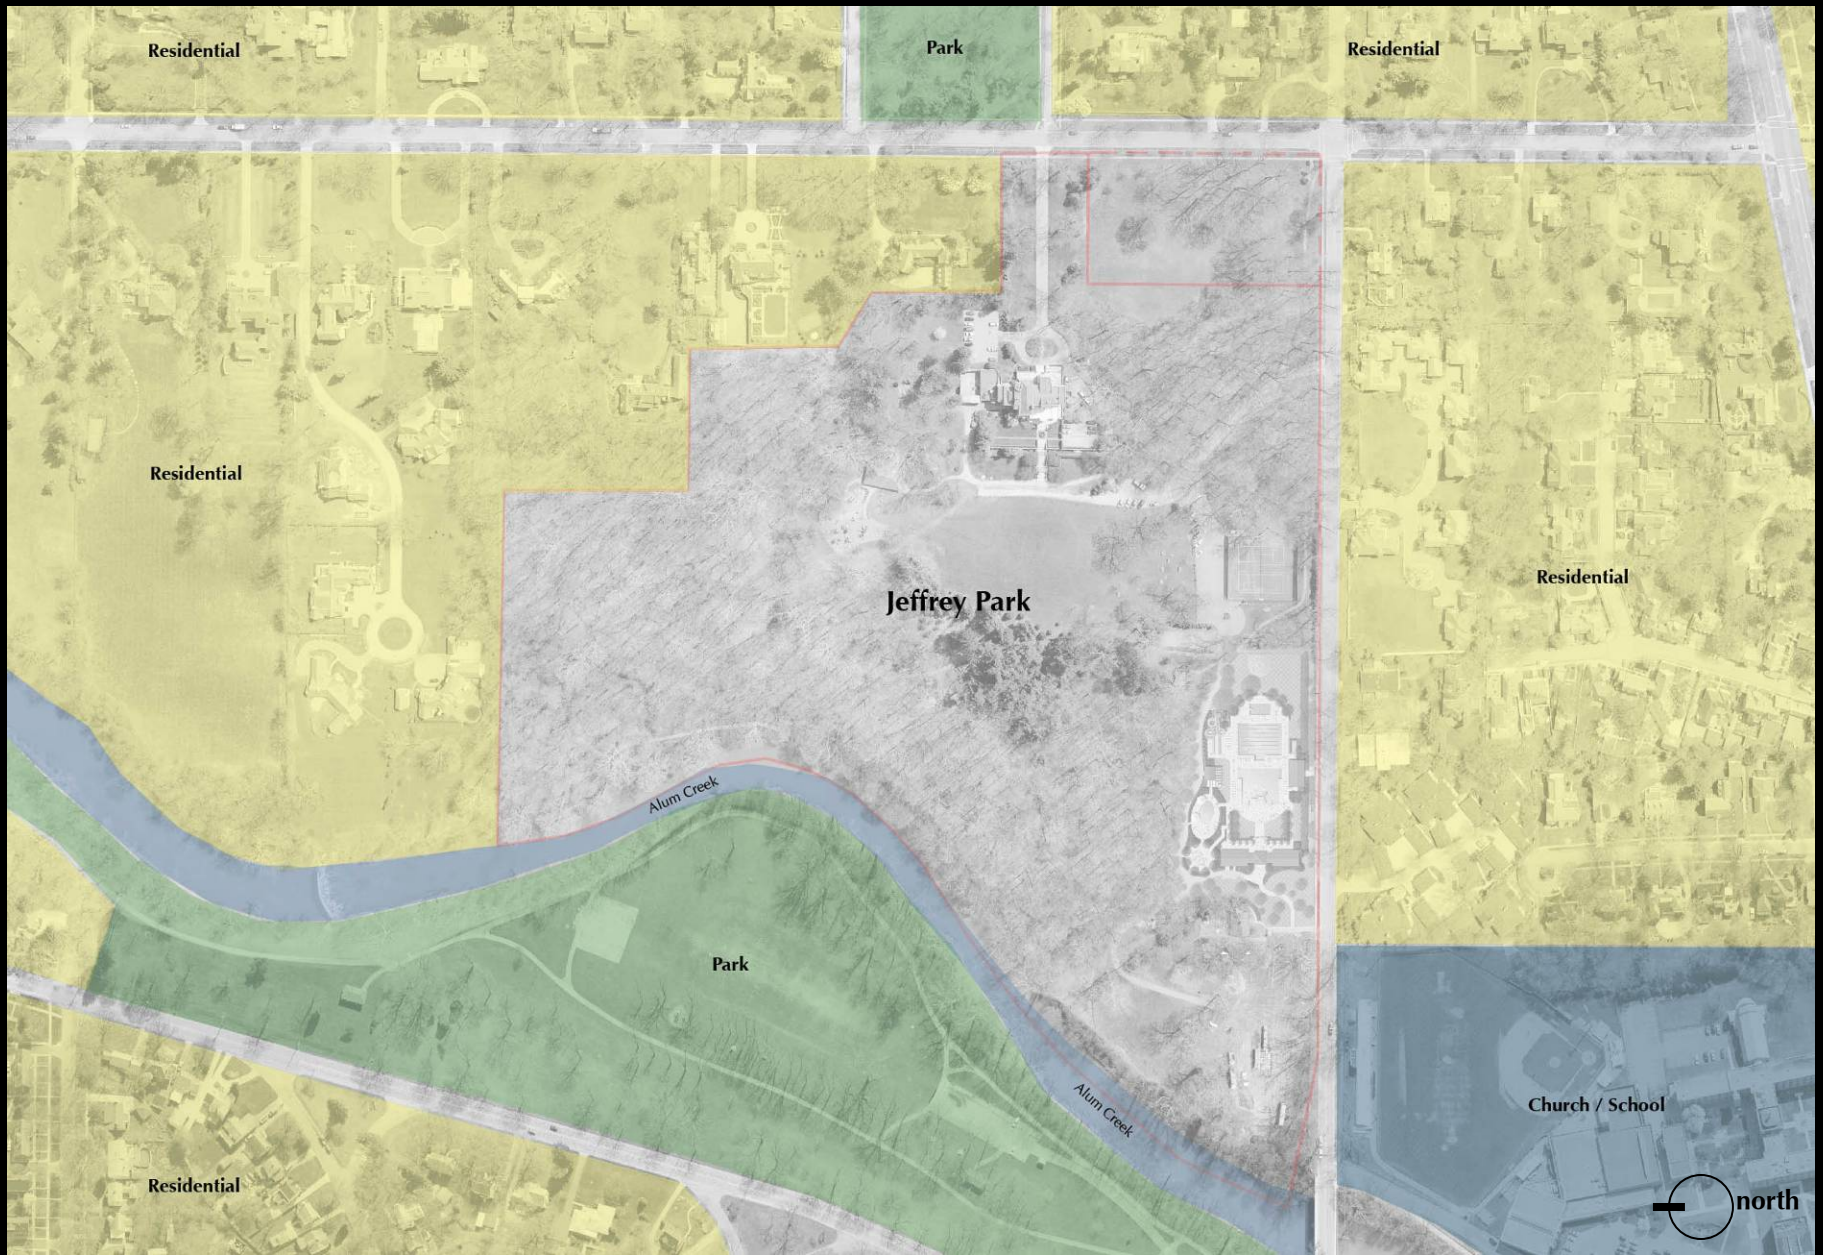 Residential
Park
Residential
Residential
Residential
Jeffrey Park
Alum Creek
Park
Alum Creek
Church / School
Residential
north